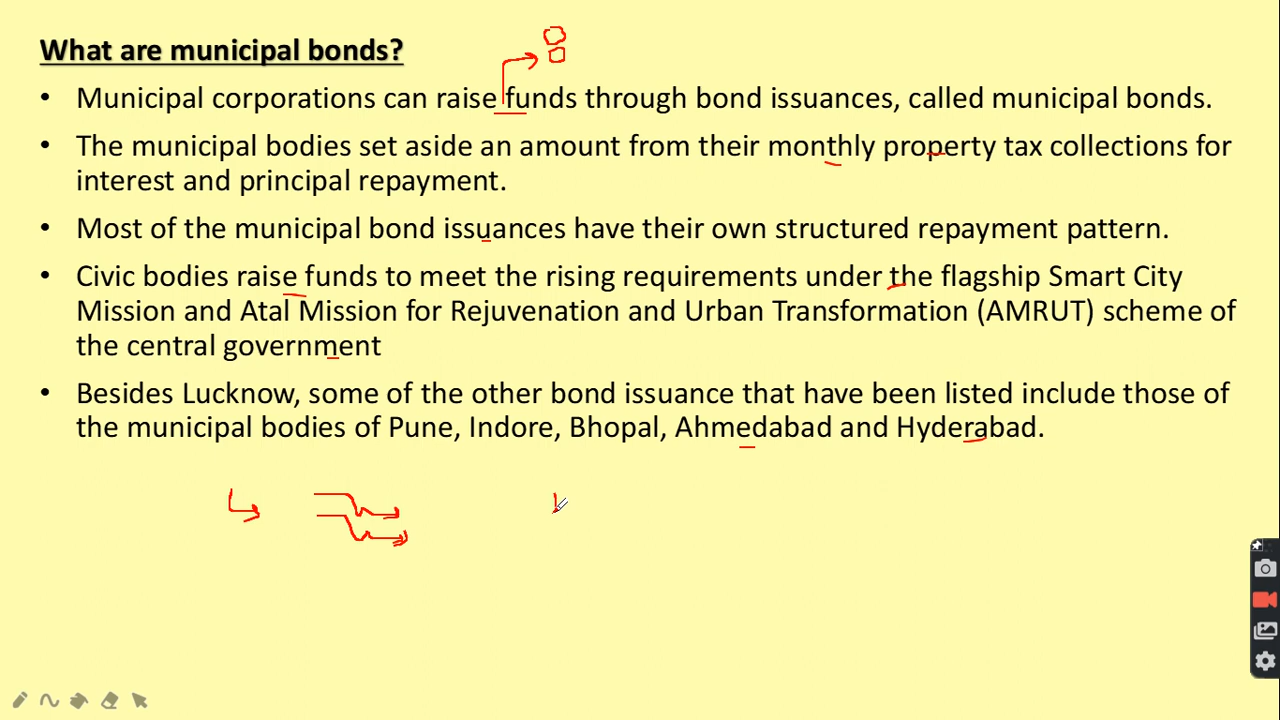 What are municipal bonds?
• Municipal corporations can raise funds through bond issuances, called municipal bonds.
• The municipal bodies set aside an amount from their monthly property tax collections for
interest and principal repayment.
• Most of the municipal bond issuances have their own structured repayment pattern.
• Civic bodies raise funds to meet the rising requirements under the flagship Smart City
Mission and Atal Mission for Rejuvenation and Urban Transformation (AMRUT) scheme of
the central government
• Besides Lucknow, some of the other bond issuance that have been listed include those of
the municipal bodies of Pune, Indore, Bhopal, Ahmedabad and Hyderabad.